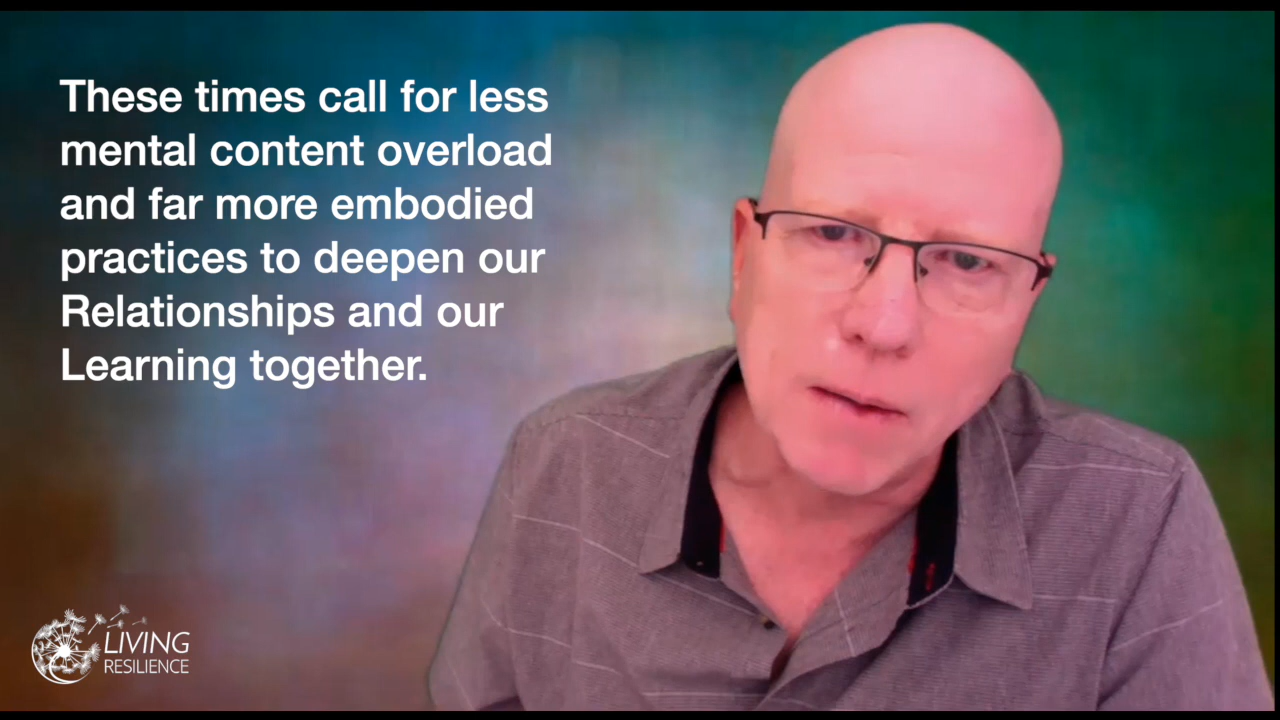 These times call for less
mental content overload
and far more embodied
practices to deepen our
Relationships and our
Learning together.
LIVING
RESILIENCE